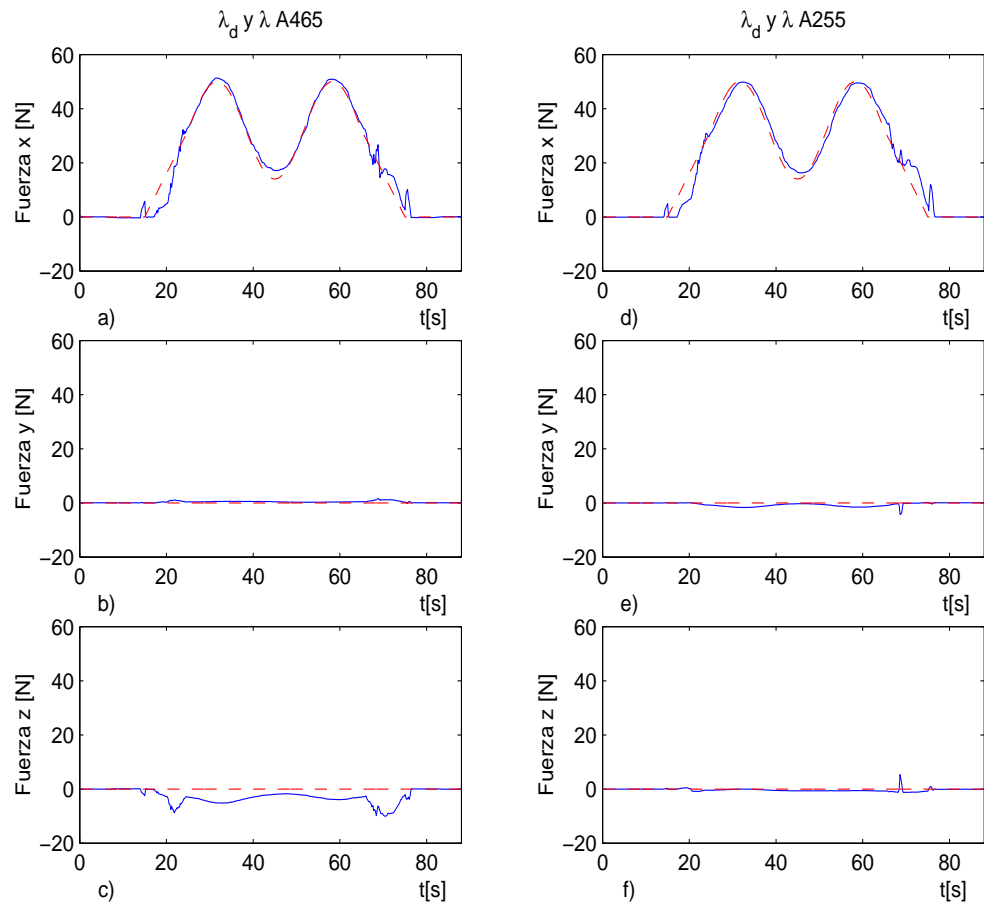 λ_d y λ A465
λ_d y λ A255
60
40
20
0
−20
Fuerza x [N]
0 20 40 60 80
a) t[s]
60
40
20
0
−20
Fuerza x [N]
0 20 40 60 80
d) t[s]
60
40
20
0
−20
Fuerza y [N]
0 20 40 60 80
b) t[s]
60
40
20
0
−20
Fuerza y [N]
0 20 40 60 80
e) t[s]
60
40
20
0
−20
Fuerza z [N]
0 20 40 60 80
c) t[s]
60
40
20
0
−20
Fuerza z [N]
0 20 40 60 80
f) t[s]